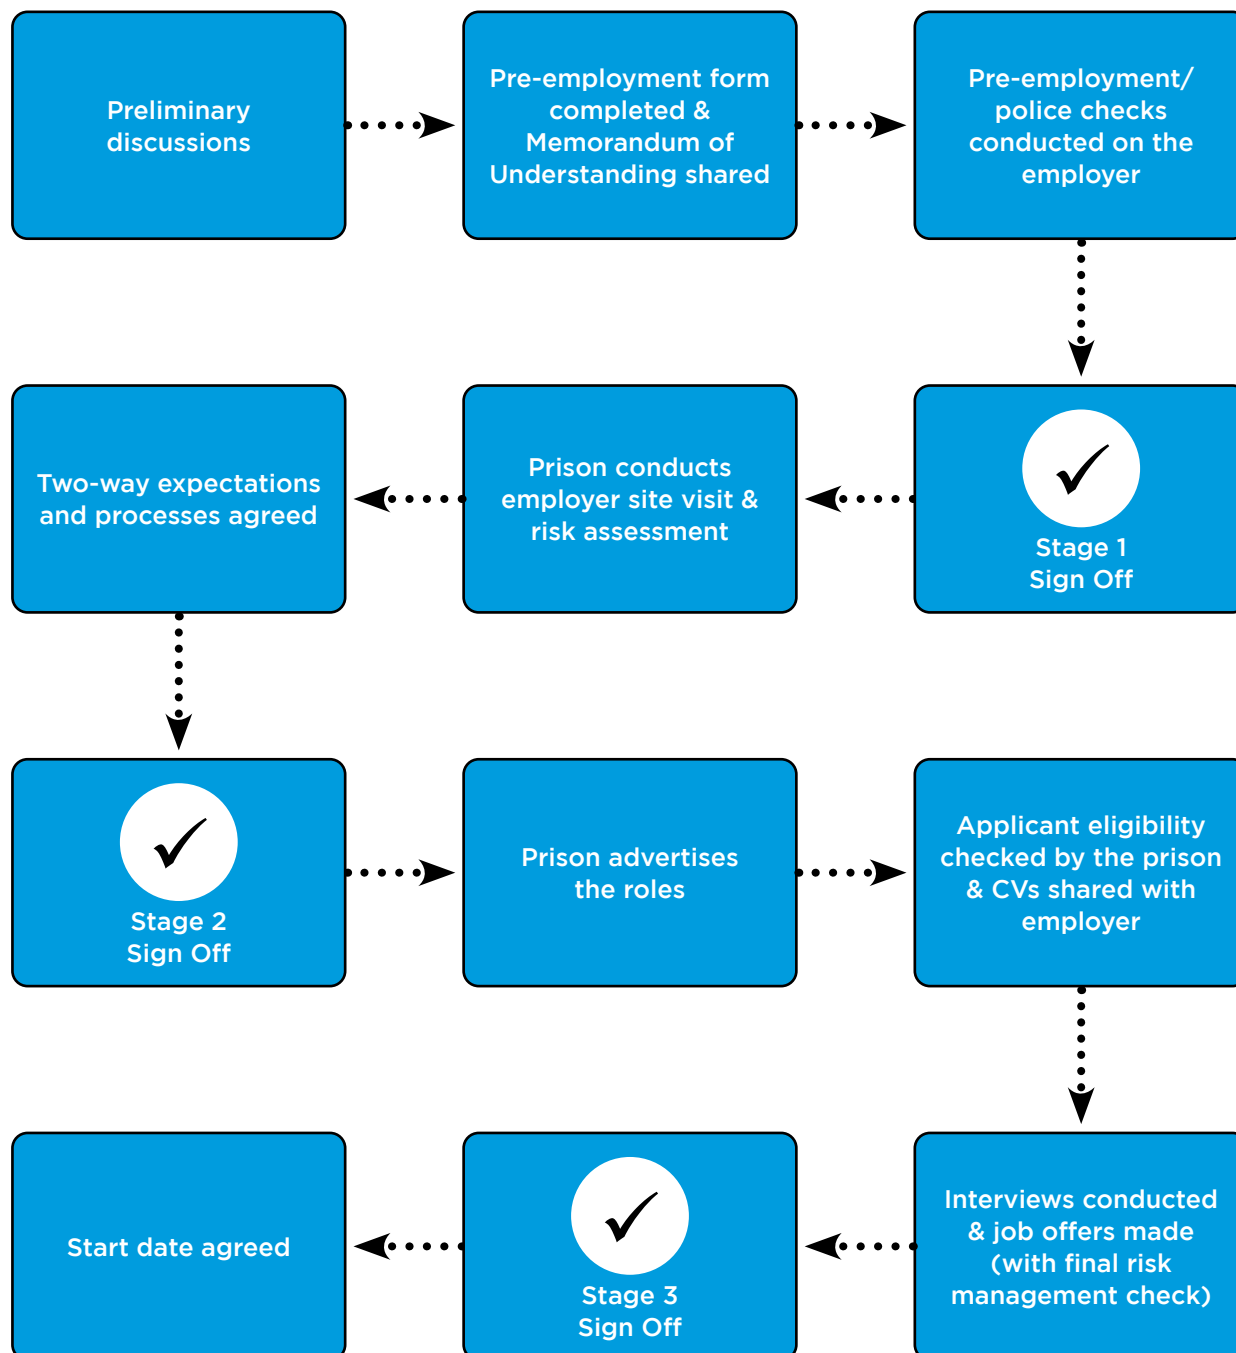 Preliminary
discussions
Pre-employment form
completed &
Memorandum of
Understanding shared
Pre-employment/
police checks
conducted on the
employer
Stage 1
Sign Off
Prison conducts
employer site visit &
risk assessment
Two-way expectations
and processes agreed
Stage 2
Sign Off
Prison advertises
the roles
Applicant eligibility
checked by the prison
& CVs shared with
employer
Interviews conducted
& job offers made
(with final risk
management check)
Stage 3
Sign Off
Start date agreed